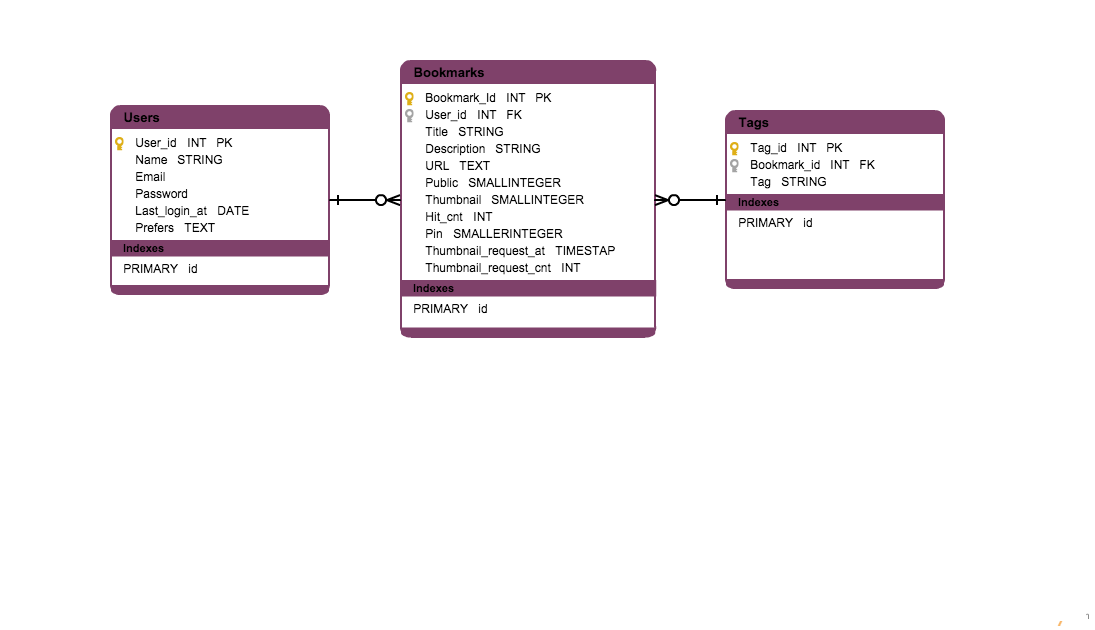 Users
User_id INT PK
Name STRING
Email
Password
Last_login_at DATE
Prefers TEXT
Indexes
PRIMARY id
Bookmarks
Bookmark_Id INT PK
User_id INT FK
Title STRING
Description STRING
URL TEXT
Public SMALLINTEGER
Thumbnail SMALLINTEGER
Hit_cnt INT
Pin SMALLERINTEGER
Thumbnail_request_at TIMESTAP
Thumbnail_request_cnt INT
Indexes
PRIMARY id
Tags
Tag_id INT PK
Bookmark_id INT FK
Tag STRING
Indexes
PRIMARY id